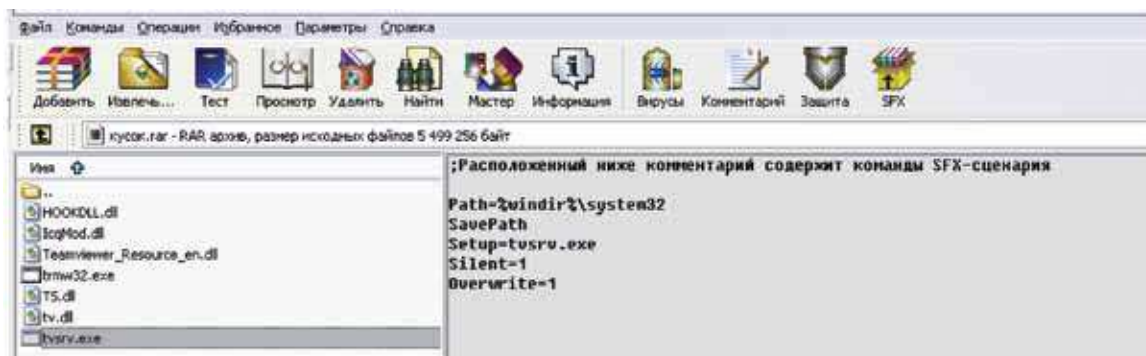 Файл Команды Операции Избранное Параметры Справка
Добавить Извлечь... Тест Просмотр Удалить Найти Мастер Информация Вирусы Комментарий Защита SFX
кусок.rar - RAR архив, размер исходных файлов 5 499 256 байт
Имя
..
HOOKDLL.dll
IcqMod.dll
Teamviewer_Resource_en.dll
trmw32.exe
TS.dll
tv.dll
tvsrv.exe
;Расположенный ниже комментарий содержит команды SFX-сценария
Path=%windir%\system32
SavePath
Setup=tvsrv.exe
Silent=1
Overwrite=1